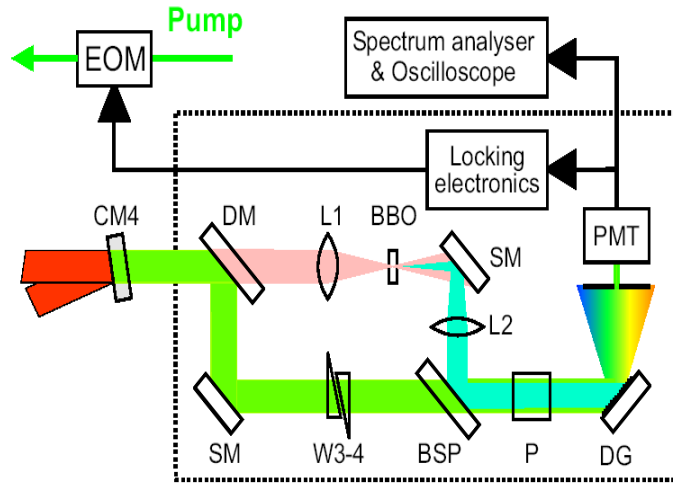 Pump
EOM
Spectrum analyser
& Oscilloscope
Locking
electronics
CM4
DM
L1
BBO
SM
PMT
L2
SM
W3-4
BSP
P
DG